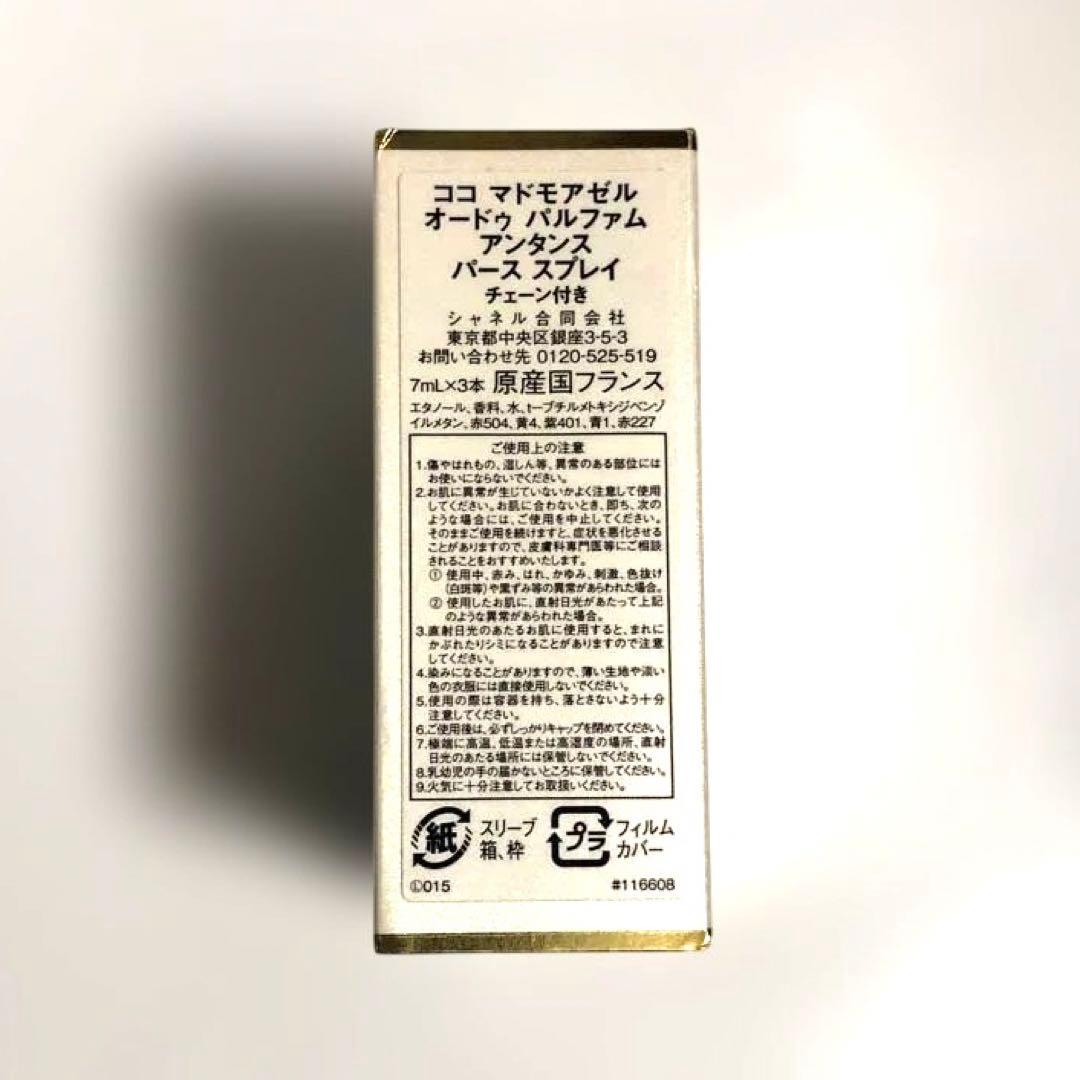 ココ マドモアゼル
オードゥ パルファム
アンタンス
パース スプレイ
チェーン付き
シャネル合同会社
東京都中央区銀座3-5-3
お問い合わせ先 0120-525-519
7mL×3本 原産国フランス
エタノール、香料、水、t-ブチルメトキシジベンゾ
イルメタン、赤504、黄4、紫401、青1、赤227
ご使用上の注意
1.傷やはれもの、湿しん等、異常のある部位には
お使いにならないでください。
2.お肌に異常が生じていないかよく注意して使用
してください。お肌に合わないとき、即ち、次の
ような場合には、ご使用を中止してください。
そのままご使用を続けますと、症状を悪化させる
ことがありますので、皮膚科専門医等にご相談
されることをおすすめいたします。
① 使用中、赤み、はれ、かゆみ、刺激、色抜け
(白斑等)や黒ずみ等の異常があらわれた場合。
② 使用したお肌に、直射日光があたって上記
のような異常があらわれた場合。
3.直射日光のあたるお肌に使用すると、まれに
かぶれたりシミになることがありますので注意
してください。
4.染みになることがありますので、薄い生地や淡い
色の衣服には直接使用しないでください。
5.使用の際は容器を持ち、落とさないよう十分
注意してください。
6.ご使用後は、必ずしっかりキャップを閉めてください。
7.極端に高温、低温または高湿度の場所、直射
日光のあたる場所には保管しないでください。
8.乳幼児の手の届かないところに保管してください。
9.火気に十分注意してお取扱いください。
紙 スリーブ 箱、枠
プラ フィルム カバー
Ⓛ015 #116608